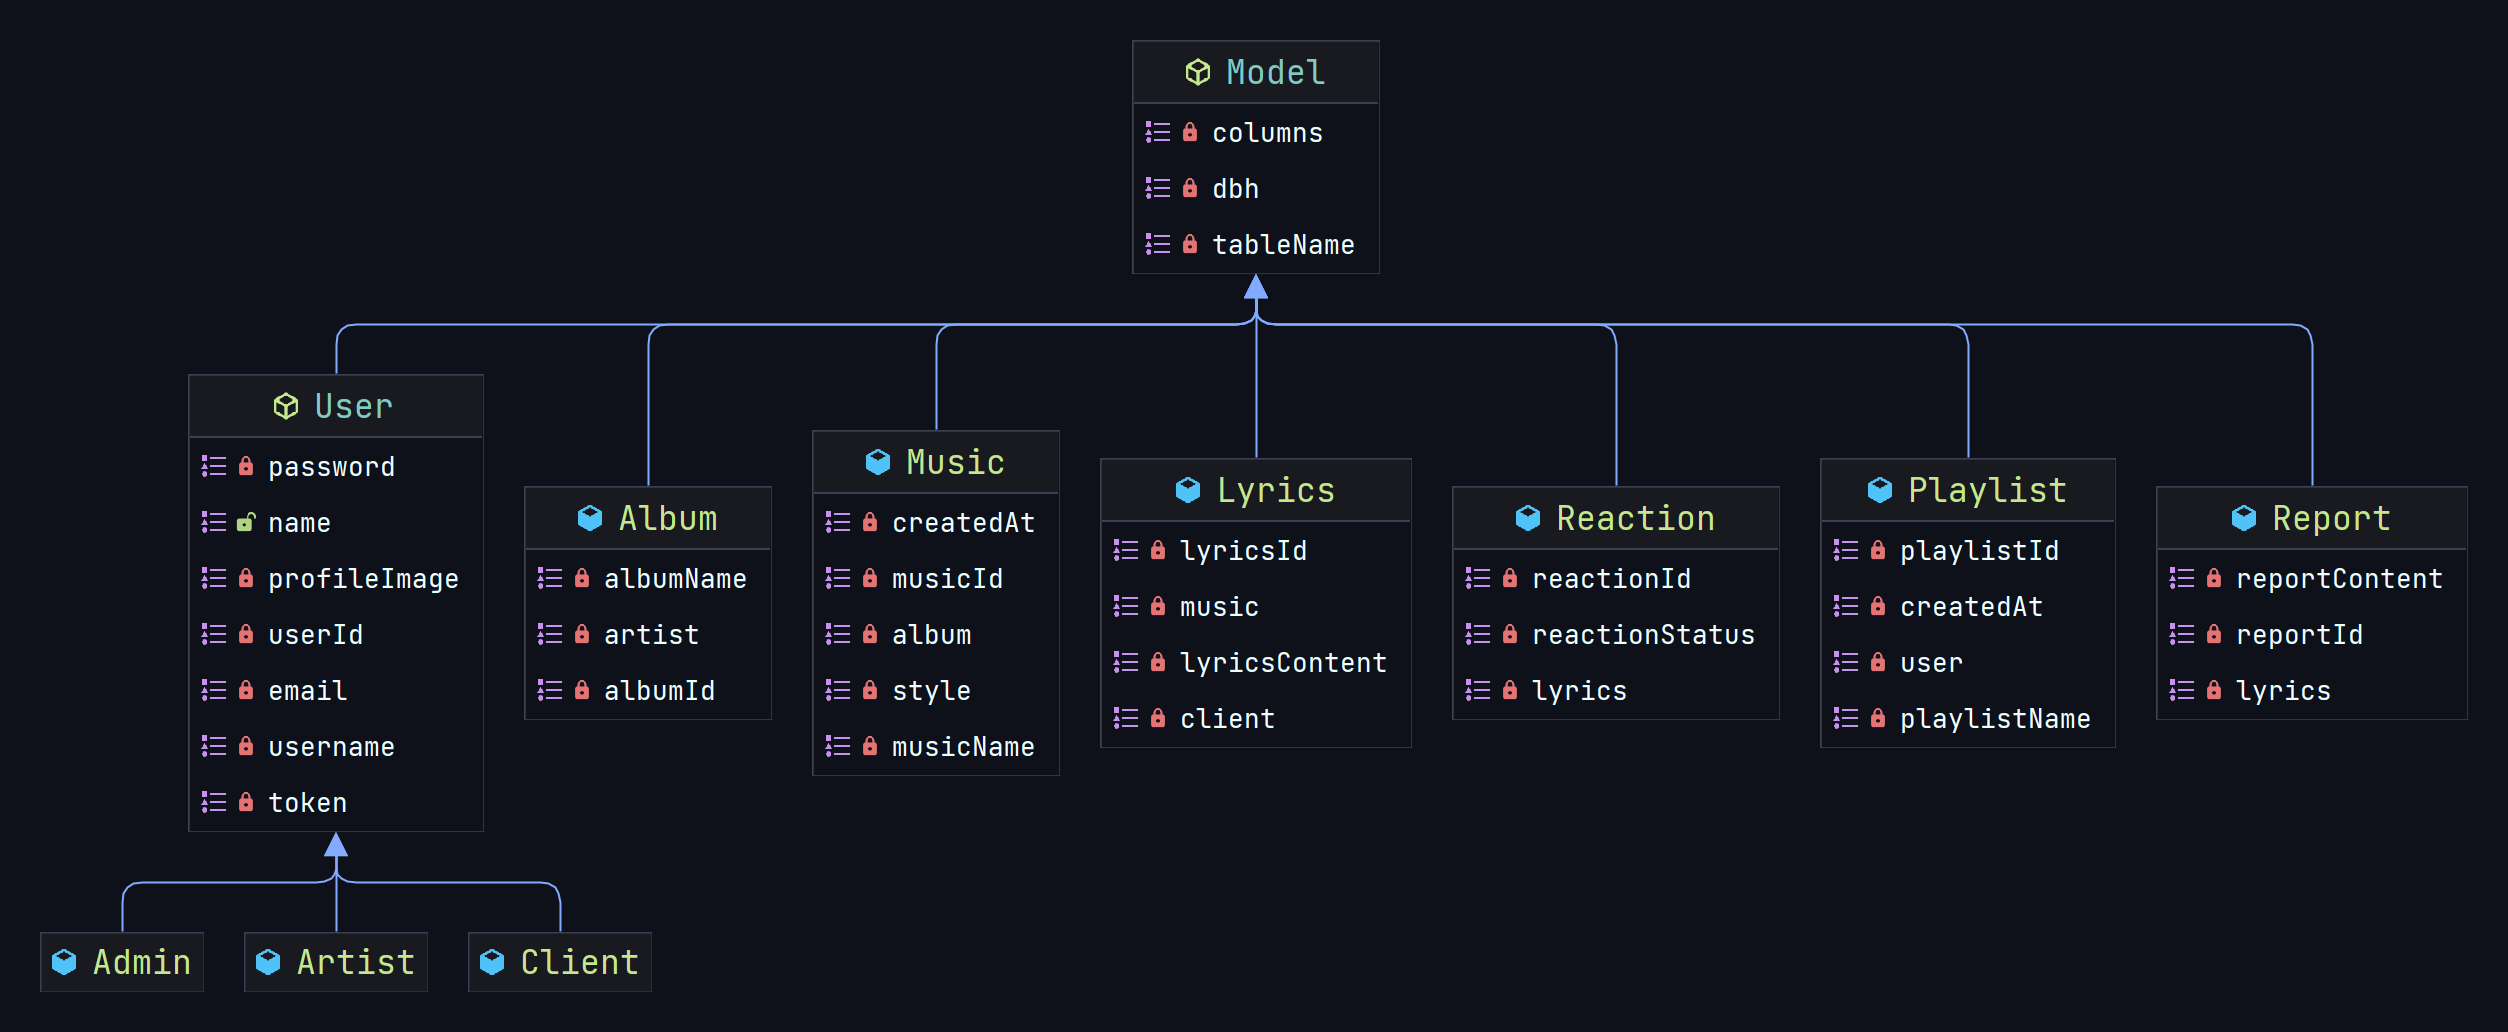 Model
columns
dbh
tableName
User
password
name
profileImage
userId
email
username
token
Album
albumName
artist
albumId
Music
createdAt
musicId
album
style
musicName
Lyrics
lyricsId
music
lyricsContent
client
Reaction
reactionId
reactionStatus
lyrics
Playlist
playlistId
createdAt
user
playlistName
Report
reportContent
reportId
lyrics
Admin
Artist
Client